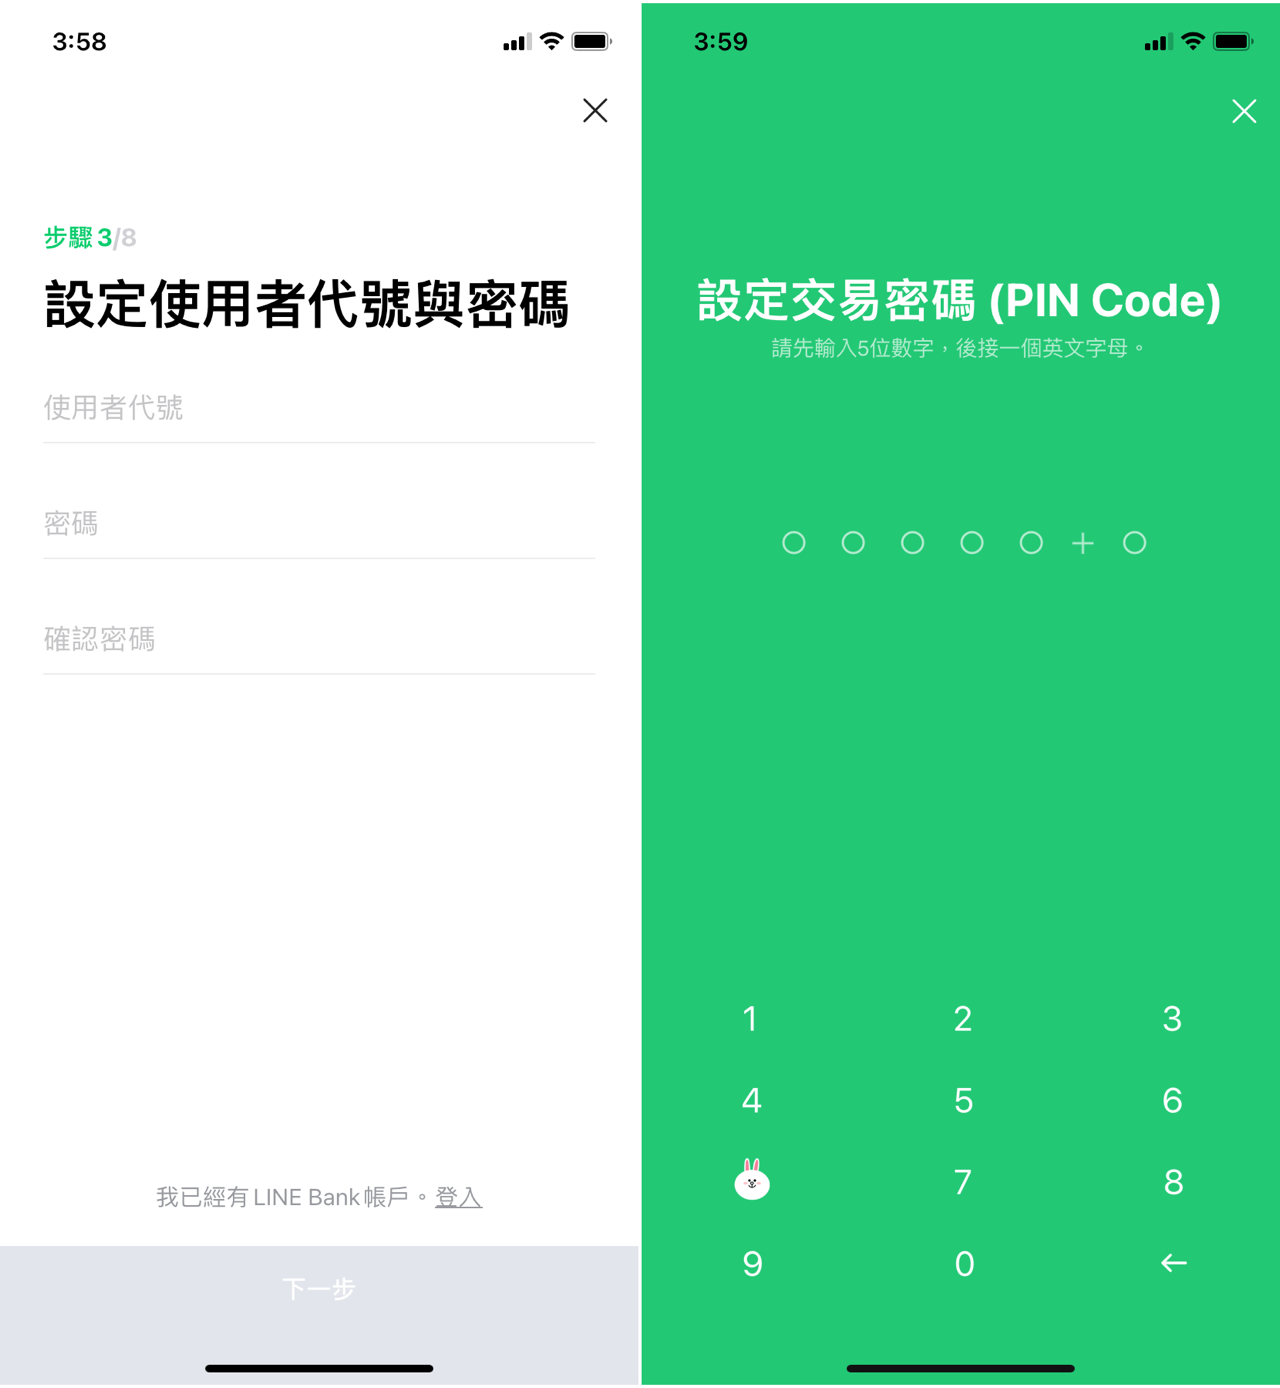 3:58
步驟 3/8
設定使用者代號與密碼
使用者代號
密碼
確認密碼
我已經有 LINE Bank 帳戶。登入
下一步
3:59
設定交易密碼 (PIN Code)
請先輸入5位數字，後接一個英文字母。
1 2 3
4 5 6
7 8
9 0